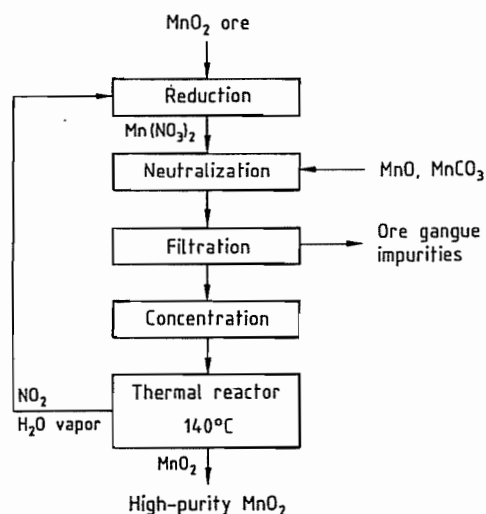 MnO₂ ore
Reduction
Mn(NO₃)₂
Neutralization
MnO, MnCO₃
Filtration
Ore gangue
impurities
Concentration
Thermal reactor
140°C
NO₂
H₂O vapor
MnO₂
High-purity MnO₂